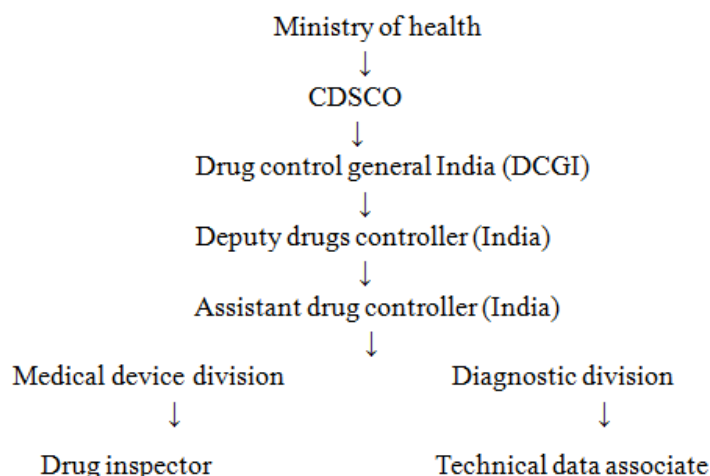 Ministry of health
↓
CDSCO
↓
Drug control general India (DCGI)
↓
Deputy drugs controller (India)
↓
Assistant drug controller (India)
↓
Medical device division Diagnostic division
↓ ↓
Drug inspector Technical data associate